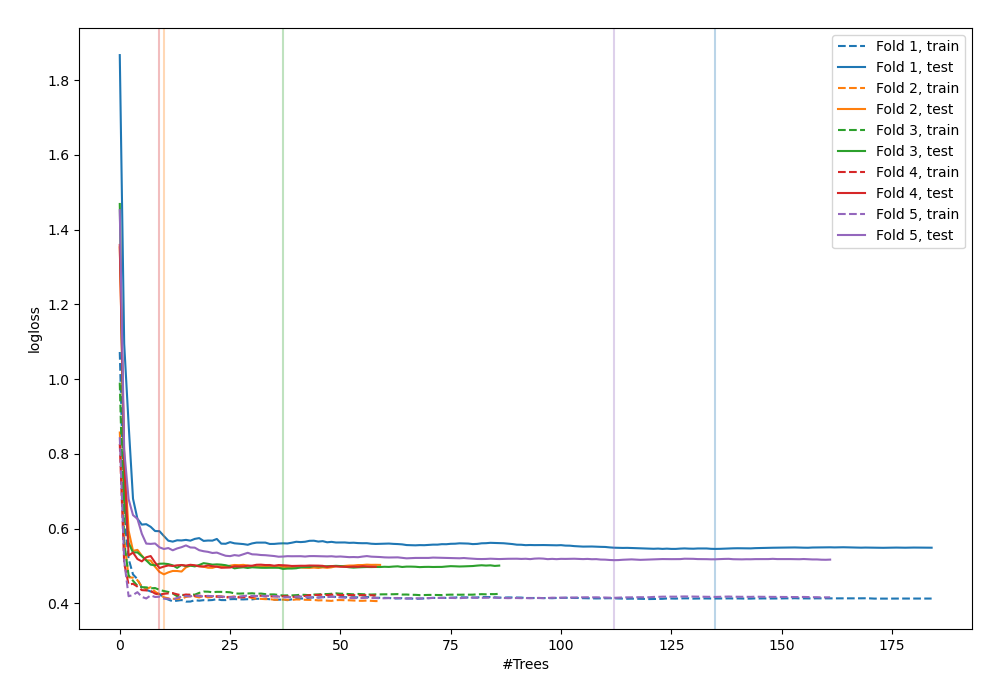 Fold 1, train
Fold 1, test
Fold 2, train
Fold 2, test
Fold 3, train
Fold 3, test
Fold 4, train
Fold 4, test
Fold 5, train
Fold 5, test
logloss
1.8
1.6
1.4
1.2
1.0
0.8
0.6
0.4
0 25 50 75 100 125 150 175
#Trees